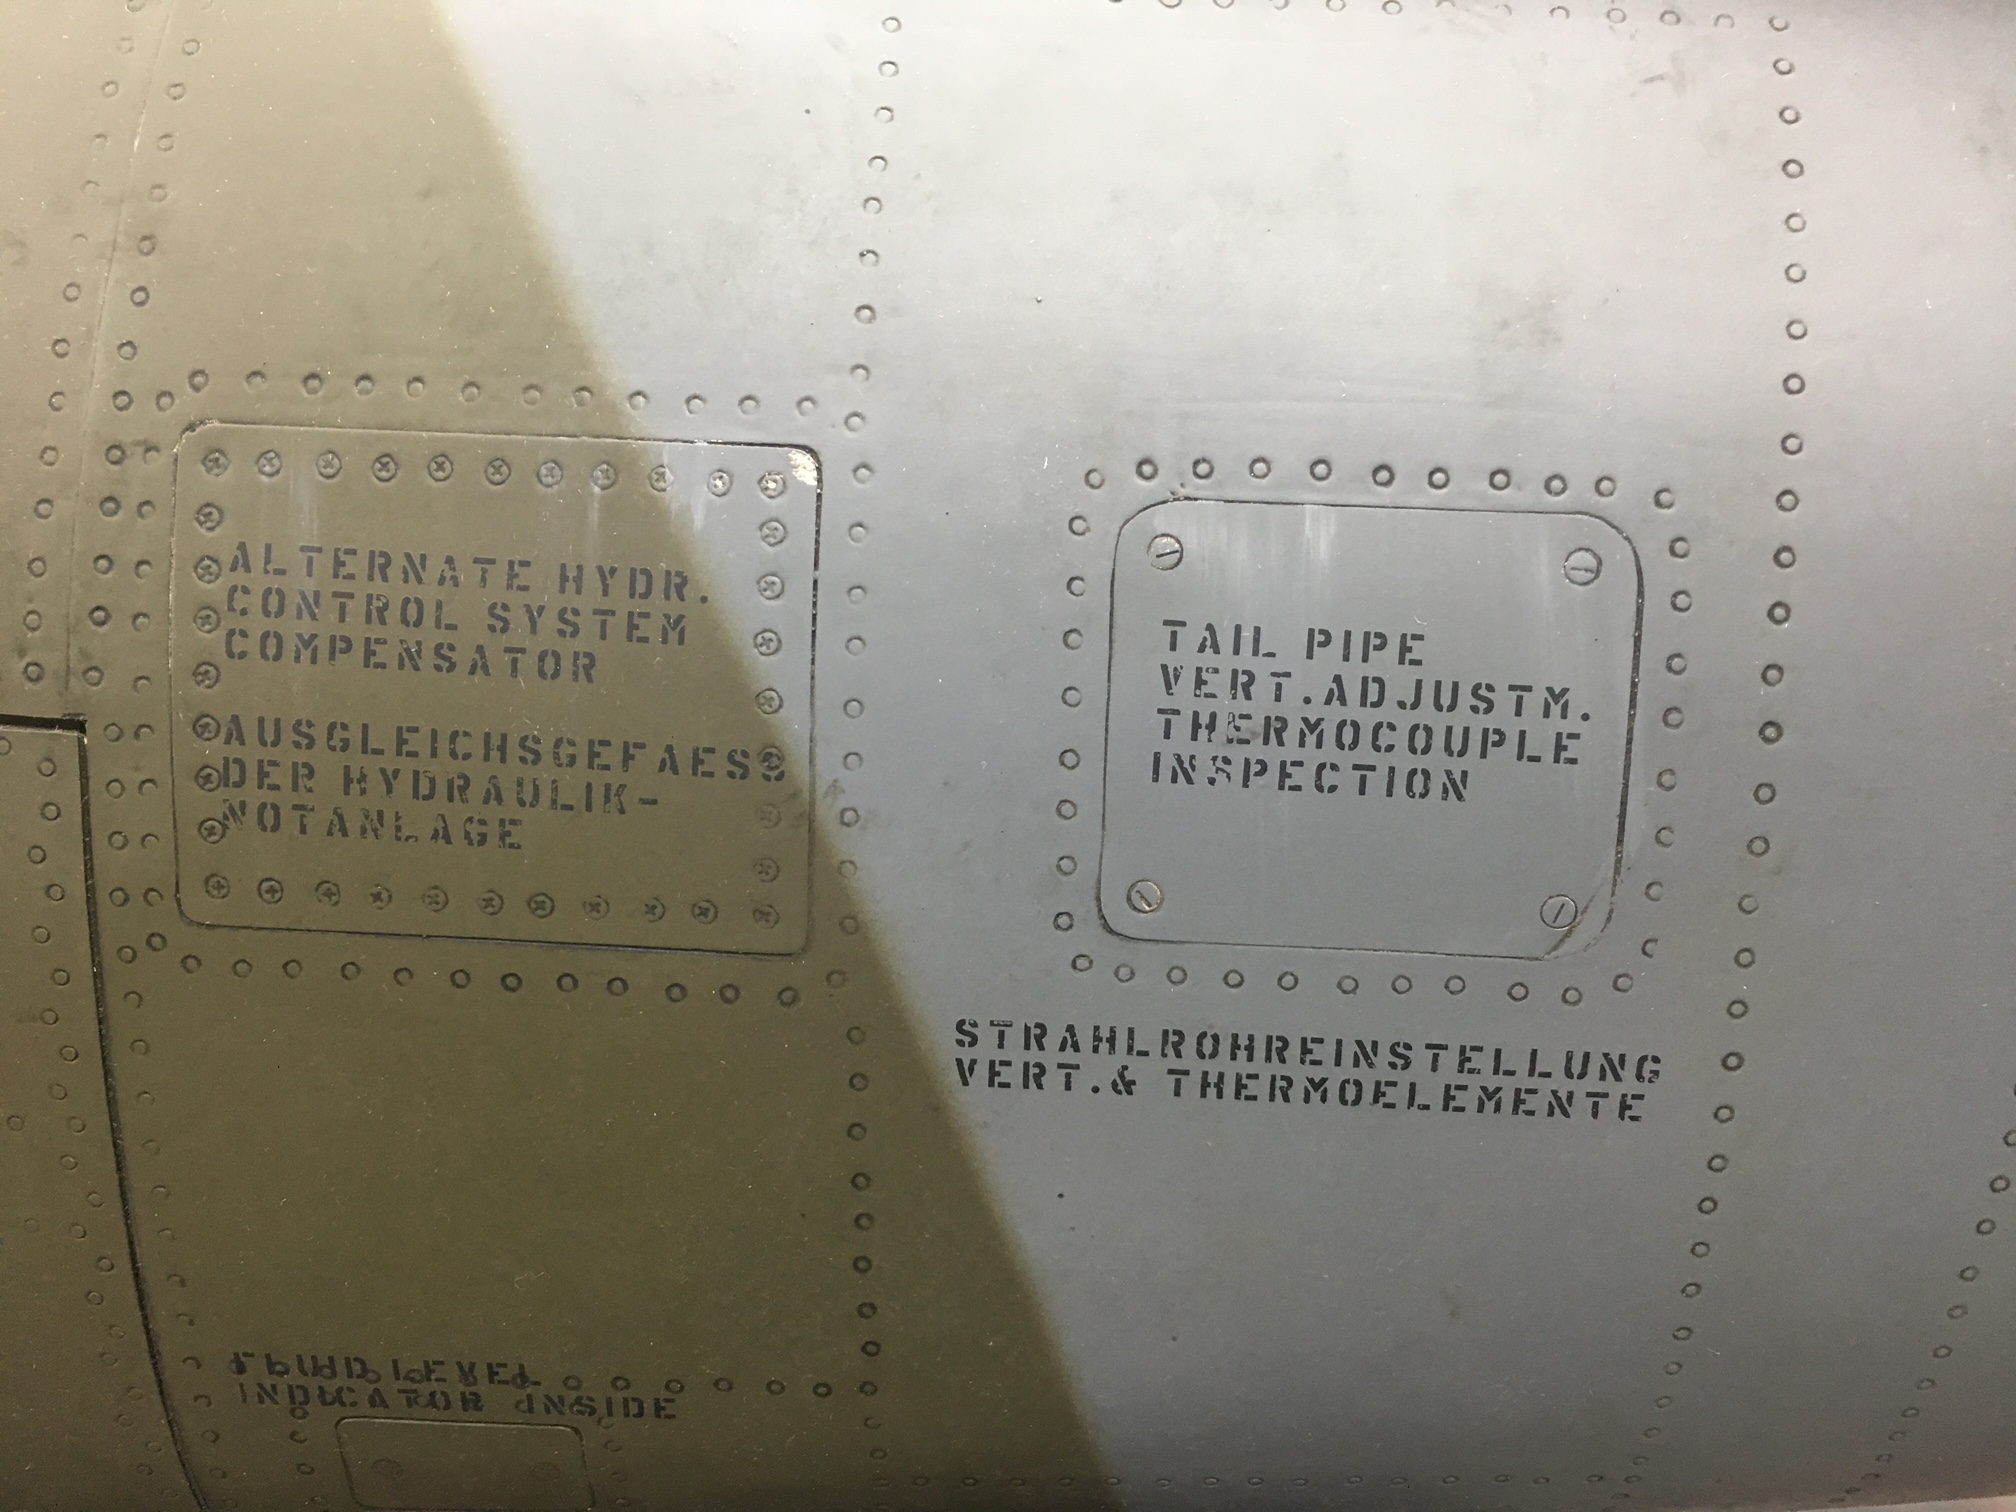 ALTERNATE HYDR.
CONTROL SYSTEM
COMPENSATOR
AUSGLEICHSGEFAESS
DER HYDRAULIK-
NOTANLAGE
TAIL PIPE
VERT.ADJUSTM.
THERMOCOUPLE
INSPECTION
STRAHLROHREINSTELLUNG
VERT.& THERMOELEMENTE
FLUID LEVEL
INDICATOR INSIDE